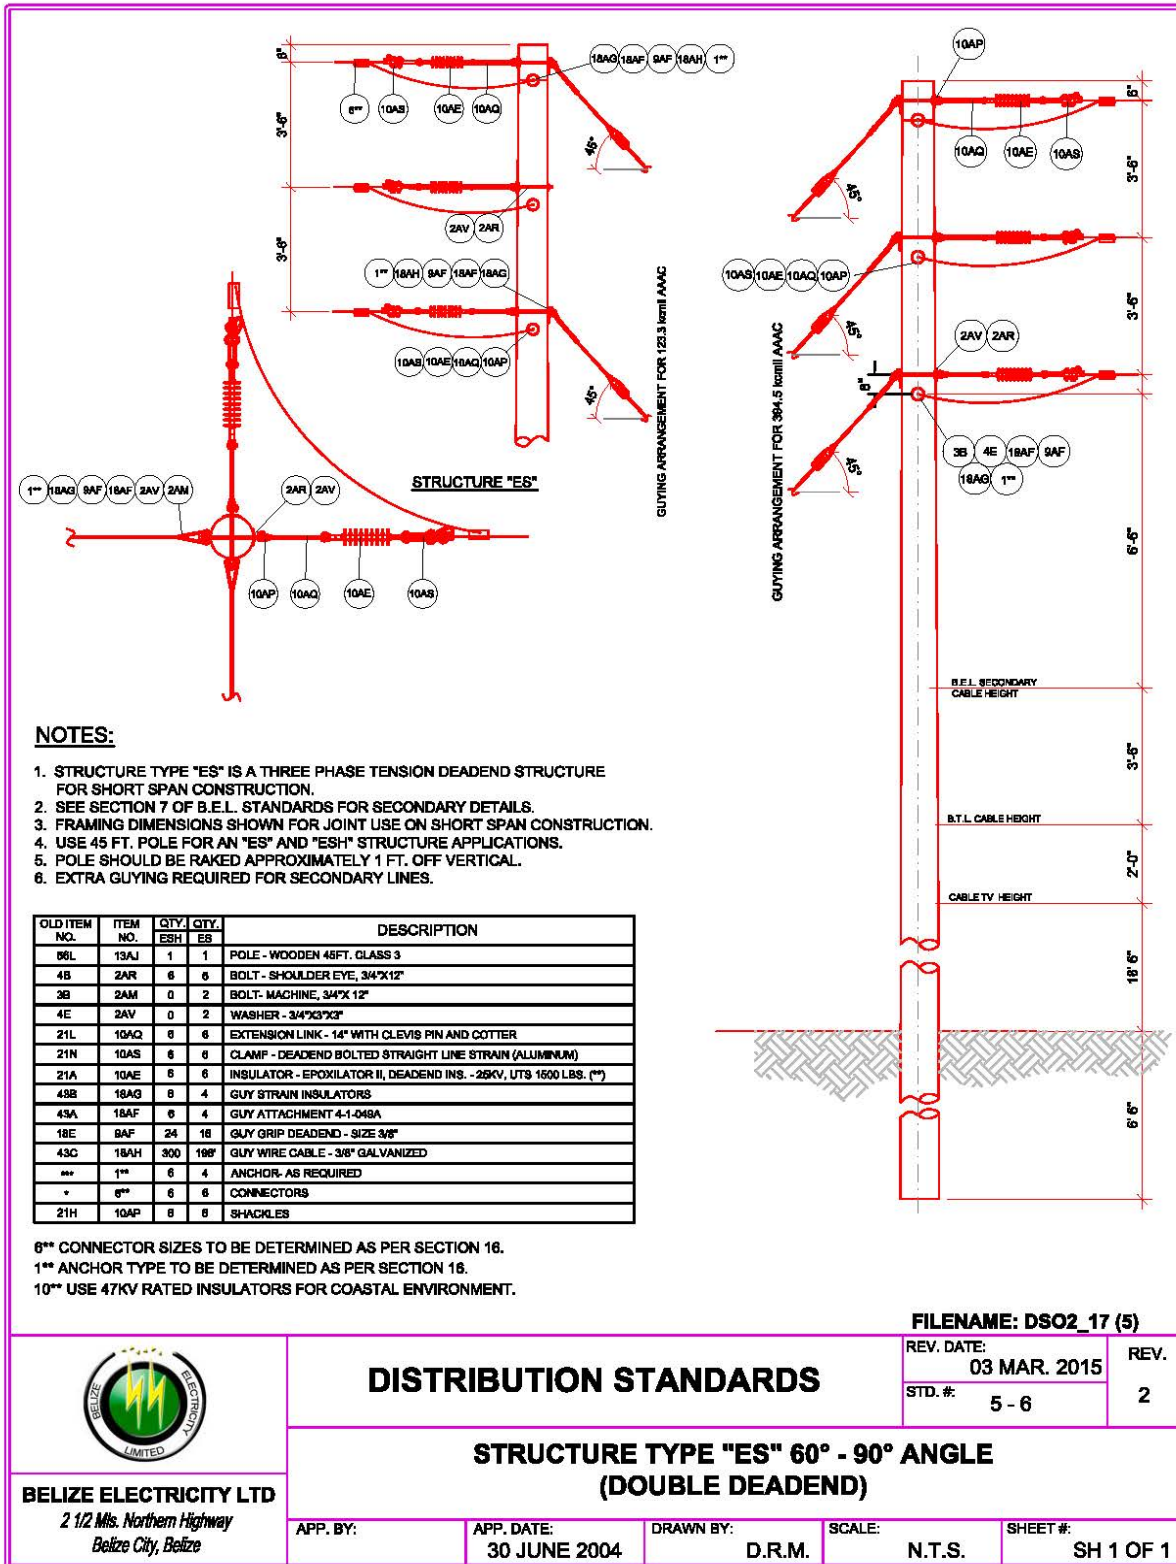 6"
3'-6"
3'-6"
6** 10AS 10AE 10AQ
18AG 18AF 9AF 18AH 1**
45°
2AV 2AR
1** 18AH 9AF 18AF 18AG
10AS 10AE 10AQ 10AP
45°
GUYING ARRANGEMENT FOR 123.3 kcmil AAAC
STRUCTURE "ES"
1** 18AG 9AF 18AF 2AV 2AM
2AR 2AV
10AP 10AQ 10AE 10AS
10AP
10AQ 10AE 10AS
45°
10AS 10AE 10AQ 10AP
45°
2AV 2AR
8"
3B 4E 18AF 9AF
18AG 1**
45°
GUYING ARRANGEMENT FOR 394.5 kcmil AAAC
6"
3'-6"
3'-6"
6'-6"
B.E.L. SECONDARY
CABLE HEIGHT
3'-6"
B.T.L. CABLE HEIGHT
2'-0"
CABLE TV HEIGHT
16' 6"
6' 6"
NOTES:
1. STRUCTURE TYPE "ES" IS A THREE PHASE TENSION DEADEND STRUCTURE
FOR SHORT SPAN CONSTRUCTION.
2. SEE SECTION 7 OF B.E.L. STANDARDS FOR SECONDARY DETAILS.
3. FRAMING DIMENSIONS SHOWN FOR JOINT USE ON SHORT SPAN CONSTRUCTION.
4. USE 45 FT. POLE FOR AN "ES" AND "ESH" STRUCTURE APPLICATIONS.
5. POLE SHOULD BE RAKED APPROXIMATELY 1 FT. OFF VERTICAL.
6. EXTRA GUYING REQUIRED FOR SECONDARY LINES.
OLD ITEM NO. ITEM NO. QTY. ESH QTY. ES DESCRIPTION
56L 13AJ 1 1 POLE - WOODEN 45FT. CLASS 3
4B 2AR 6 6 BOLT - SHOULDER EYE, 3/4"X12"
3B 2AM 0 2 BOLT- MACHINE, 3/4"X 12"
4E 2AV 0 2 WASHER - 3/4"X3"X3"
21L 10AQ 6 6 EXTENSION LINK - 14" WITH CLEVIS PIN AND COTTER
21N 10AS 6 6 CLAMP - DEADEND BOLTED STRAIGHT LINE STRAIN (ALUMINUM)
21A 10AE 6 6 INSULATOR - EPOXILATOR II, DEADEND INS. - 25KV, UTS 1500 LBS. (**)
43B 18AG 6 4 GUY STRAIN INSULATORS
43A 18AF 6 4 GUY ATTACHMENT 4-1-049A
18E 9AF 24 16 GUY GRIP DEADEND - SIZE 3/8"
43C 18AH 300 198' GUY WIRE CABLE - 3/8" GALVANIZED
*** 1** 6 4 ANCHOR- AS REQUIRED
* 6** 6 6 CONNECTORS
21H 10AP 6 6 SHACKLES
6** CONNECTOR SIZES TO BE DETERMINED AS PER SECTION 16.
1** ANCHOR TYPE TO BE DETERMINED AS PER SECTION 16.
10** USE 47KV RATED INSULATORS FOR COASTAL ENVIRONMENT.
FILENAME: DSO2_17 (5)
BELIZE ELECTRICITY LIMITED
BELIZE ELECTRICITY LTD
2 1/2 Mls. Northern Highway
Belize City, Belize
DISTRIBUTION STANDARDS
REV. DATE:
03 MAR. 2015
STD. #:
5 - 6
REV.
2
STRUCTURE TYPE "ES" 60° - 90° ANGLE
(DOUBLE DEADEND)
APP. BY:
APP. DATE:
30 JUNE 2004
DRAWN BY:
D.R.M.
SCALE:
N.T.S.
SHEET #:
SH 1 OF 1